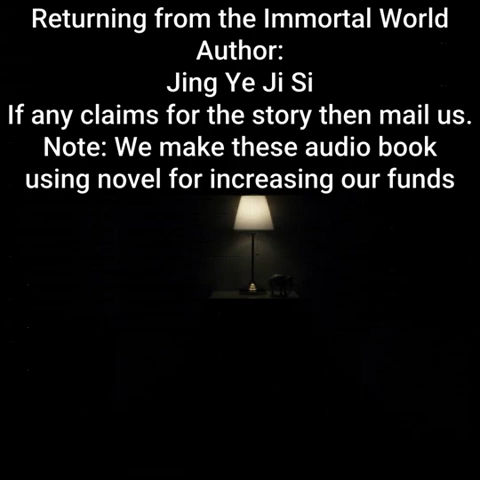 Returning from the Immortal World
Author:
Jing Ye Ji Si
If any claims for the story then mail us.
Note: We make these audio book
using novel for increasing our funds